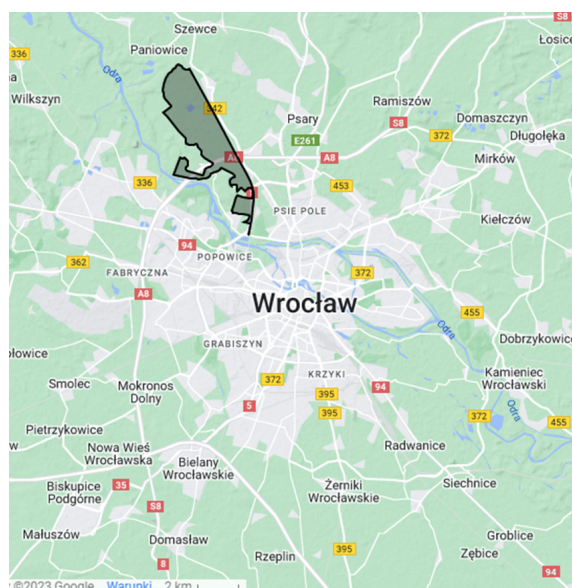 Szewce
S8
Paniowice
336
Łosice
Odra
Wilkszyn
342
Ramiszów
Psary
Domaszczyn
S8
372
Długołęka
E261
A8
Mirków
336
453
PSIE POLE
Kiełczów
94
POPOWICE
362
FABRYCZNA
372
A8
Wrocław
455
Odra
GRABISZYN
Dobrzykowice
Kamieniec
Wrocławski
Smolec
Mokronos
Dolny
372
KRZYKI
94
395
5
395
372
Odra
455
Pietrzykowice
Nowa Wieś
Wrocławska
Radwanice
Bielany
Wrocławskie
35
Biskupice
Podgórne
Żerniki
Wrocławskie
Siechnice
S8
Małuszów
Domasław
395
Groblice
Zębice
8
Rzeplin
94
©2023 Google Warunki 2 km